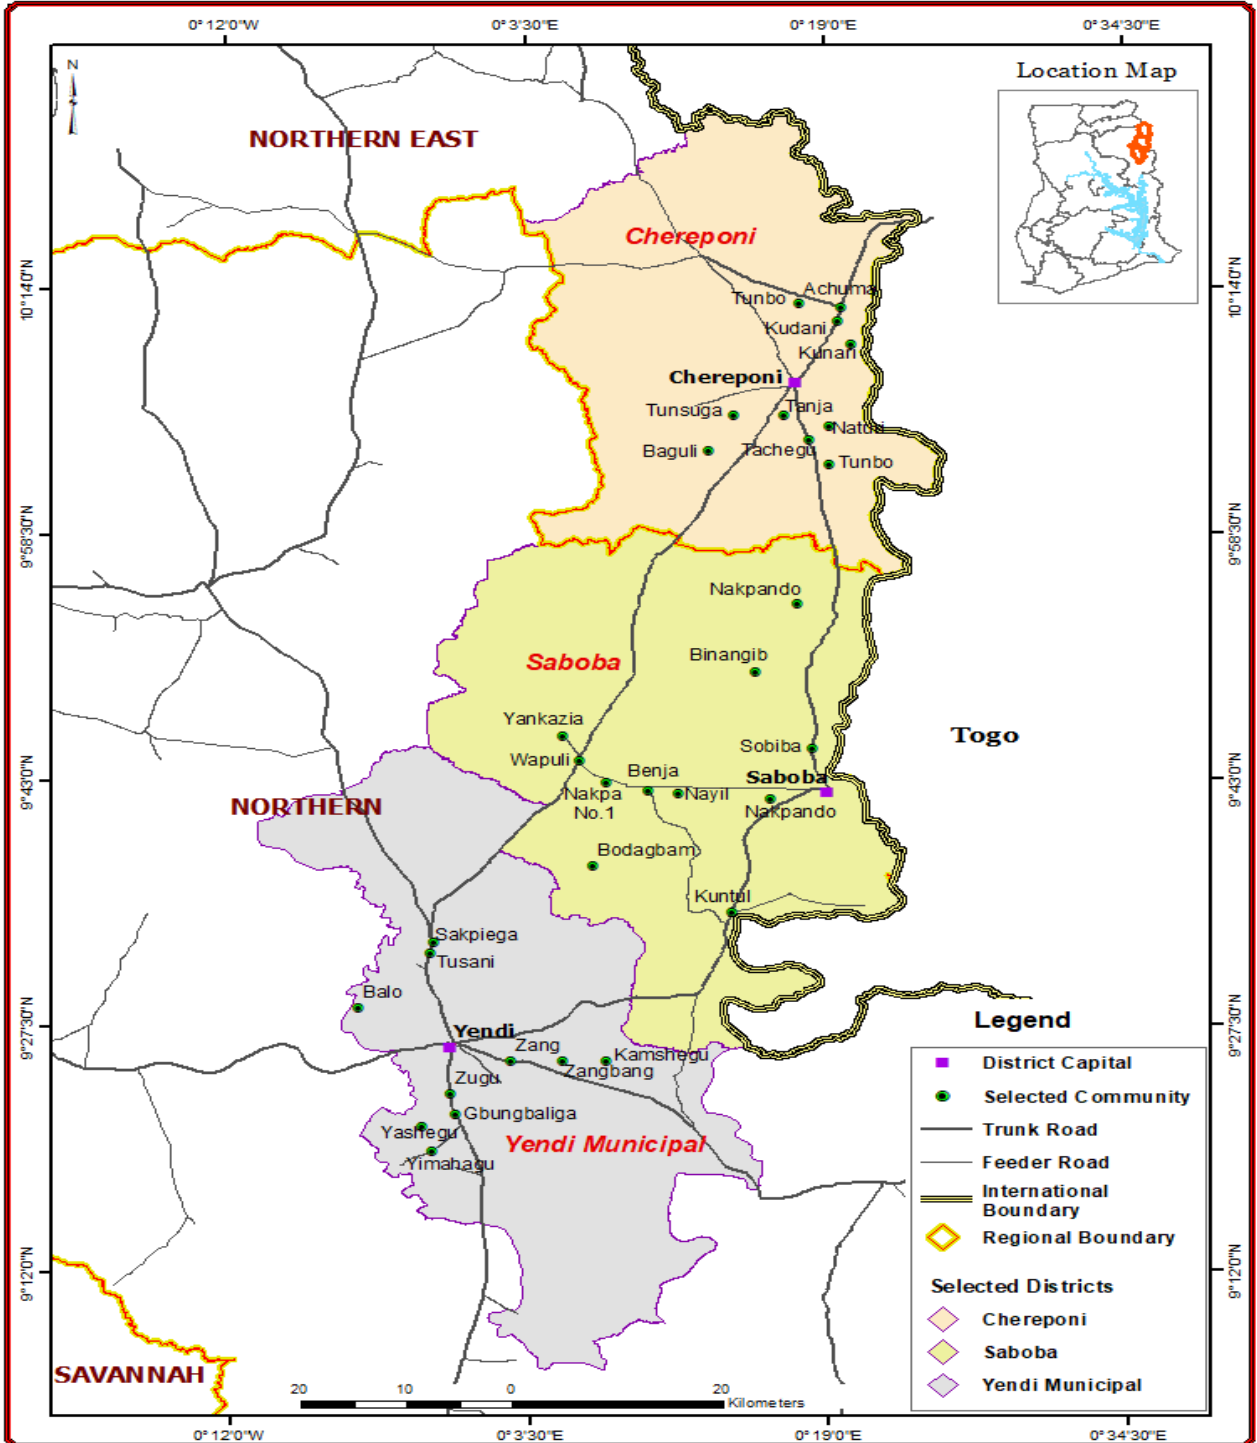 0° 12'0"W
0° 3'30"E
0° 19'0"E
0° 34'30"E
N
Location Map
NORTHERN EAST
Chereponi
10°14'0"N
10°14'0"N
Tunbo
Achuma
Kudani
Kunari
Chereponi
Tunsuga
Tanja
Naturi
Baguli
Tachegu
Tunbo
9°58'30"N
9°58'30"N
Nakpando
Binangib
Saboba
Yankazia
Togo
Sobiba
Wapuli
Benja
Saboba
9°43'0"N
9°43'0"N
Nakpa
No.1
Nayil
Nakpando
NORTHERN
Bodagbam
Kuntul
Sakpiega
Tusani
Balo
9°27'30"N
9°27'30"N
Yendi
Zang
Kamshegu
Zangbang
Zugu
Gbungbaliga
Yashegu
Yendi Municipal
Yimahagu
9°12'0"N
9°12'0"N
SAVANNAH
Legend
District Capital
Selected Community
Trunk Road
Feeder Road
International
Boundary
Regional Boundary
Selected Districts
Chereponi
Saboba
Yendi Municipal
20
10
0
20
Kilometers
0° 12'0"W
0° 3'30"E
0° 19'0"E
0° 34'30"E